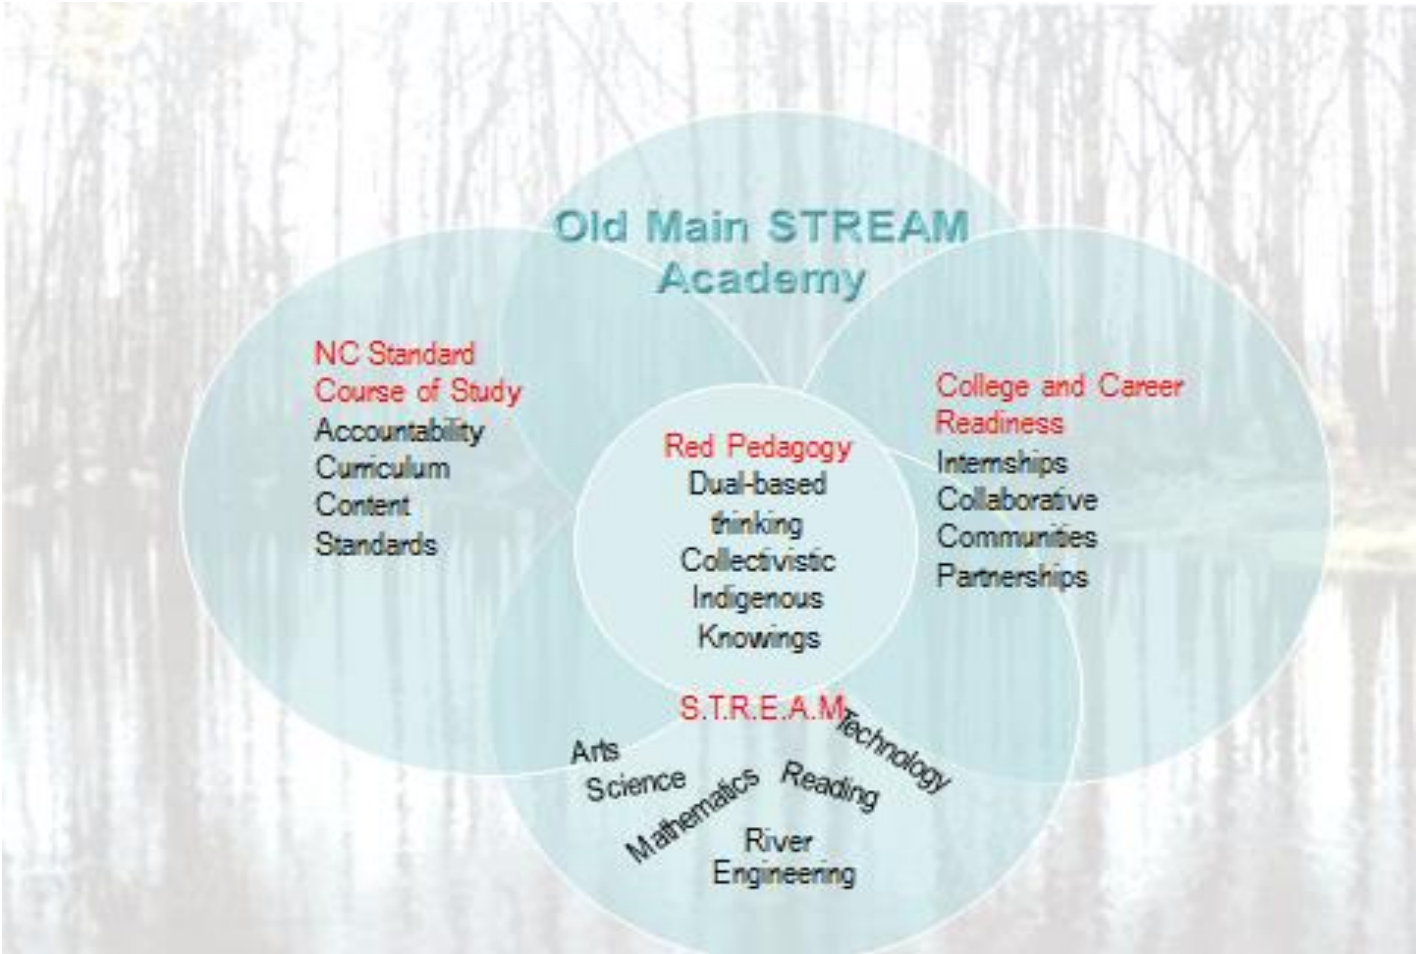 Old Main STREAM
Academy
NC Standard
Course of Study
Accountability
Curriculum
Content
Standards
Red Pedagogy
Dual-based
thinking
Collectivistic
Indigenous
Knowings
College and Career
Readiness
Internships
Collaborative
Communities
Partnerships
S.T.R.E.A.M
Arts
Science
Mathematics
Reading
Technology
River
Engineering